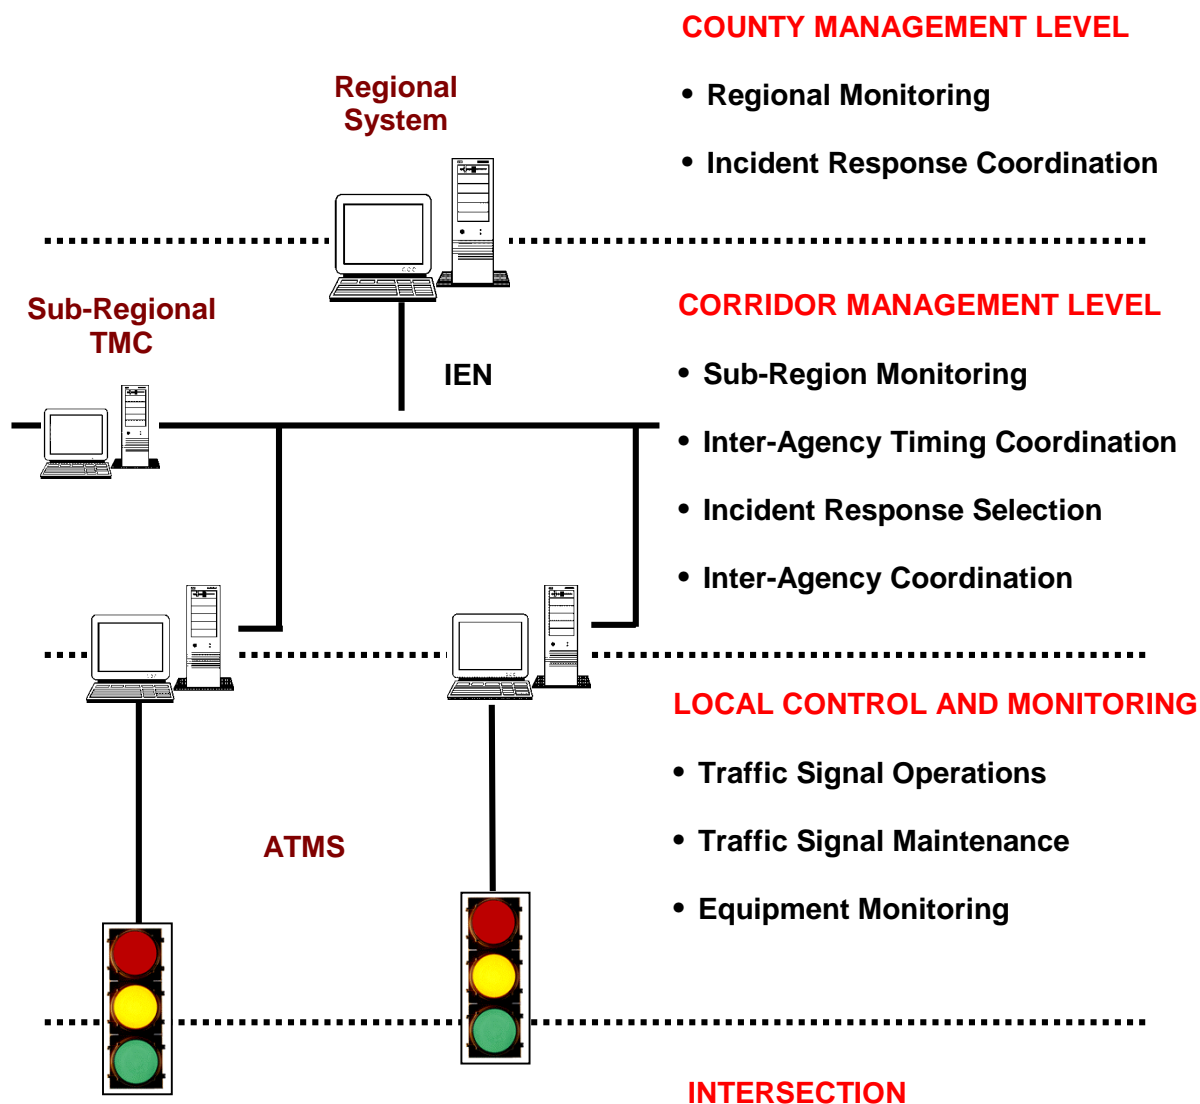 COUNTY MANAGEMENT LEVEL
Regional
System
• Regional Monitoring
• Incident Response Coordination
Sub-Regional
TMC
CORRIDOR MANAGEMENT LEVEL
IEN
• Sub-Region Monitoring
• Inter-Agency Timing Coordination
• Incident Response Selection
• Inter-Agency Coordination
LOCAL CONTROL AND MONITORING
• Traffic Signal Operations
ATMS
• Traffic Signal Maintenance
• Equipment Monitoring
INTERSECTION